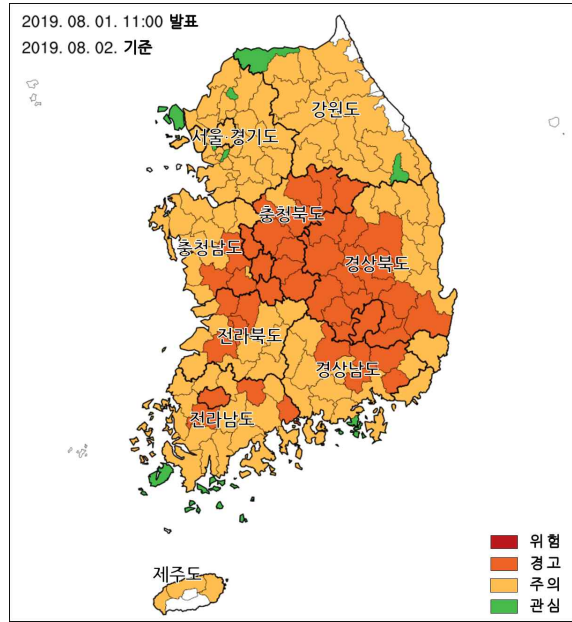 2019. 08. 01. 11:00 발표
2019. 08. 02. 기준
강원도
서울·경기도
충청북도
충청남도
경상북도
전라북도
경상남도
전라남도
제주도
위험
경고
주의
관심